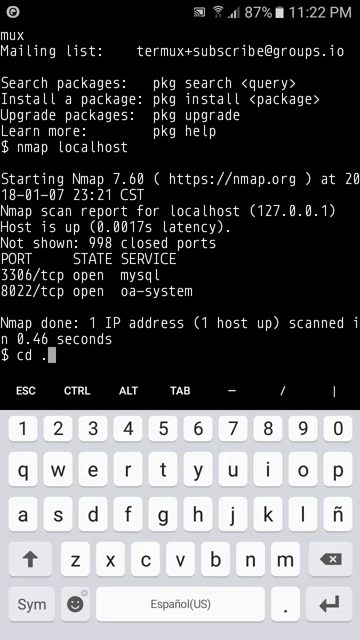 87% 11:22 PM
mux
Mailing list:    termux+subscribe@groups.io
Search packages:   pkg search <query>
Install a package: pkg install <package>
Upgrade packages:  pkg upgrade
Learn more:        pkg help
$ nmap localhost
Starting Nmap 7.60 ( https://nmap.org ) at 20
18-01-07 23:21 CST
Nmap scan report for localhost (127.0.0.1)
Host is up (0.0017s latency).
Not shown: 998 closed ports
PORT     STATE SERVICE
3306/tcp open  mysql
8022/tcp open  oa-system
Nmap done: 1 IP address (1 host up) scanned i
n 0.46 seconds
$ cd .
ESC CTRL ALT TAB – / |
1 2 3 4 5 6 7 8 9 0
q w e r t y u i o p
a s d f g h j k l ñ
z x c v b n m
Sym Español(US) .